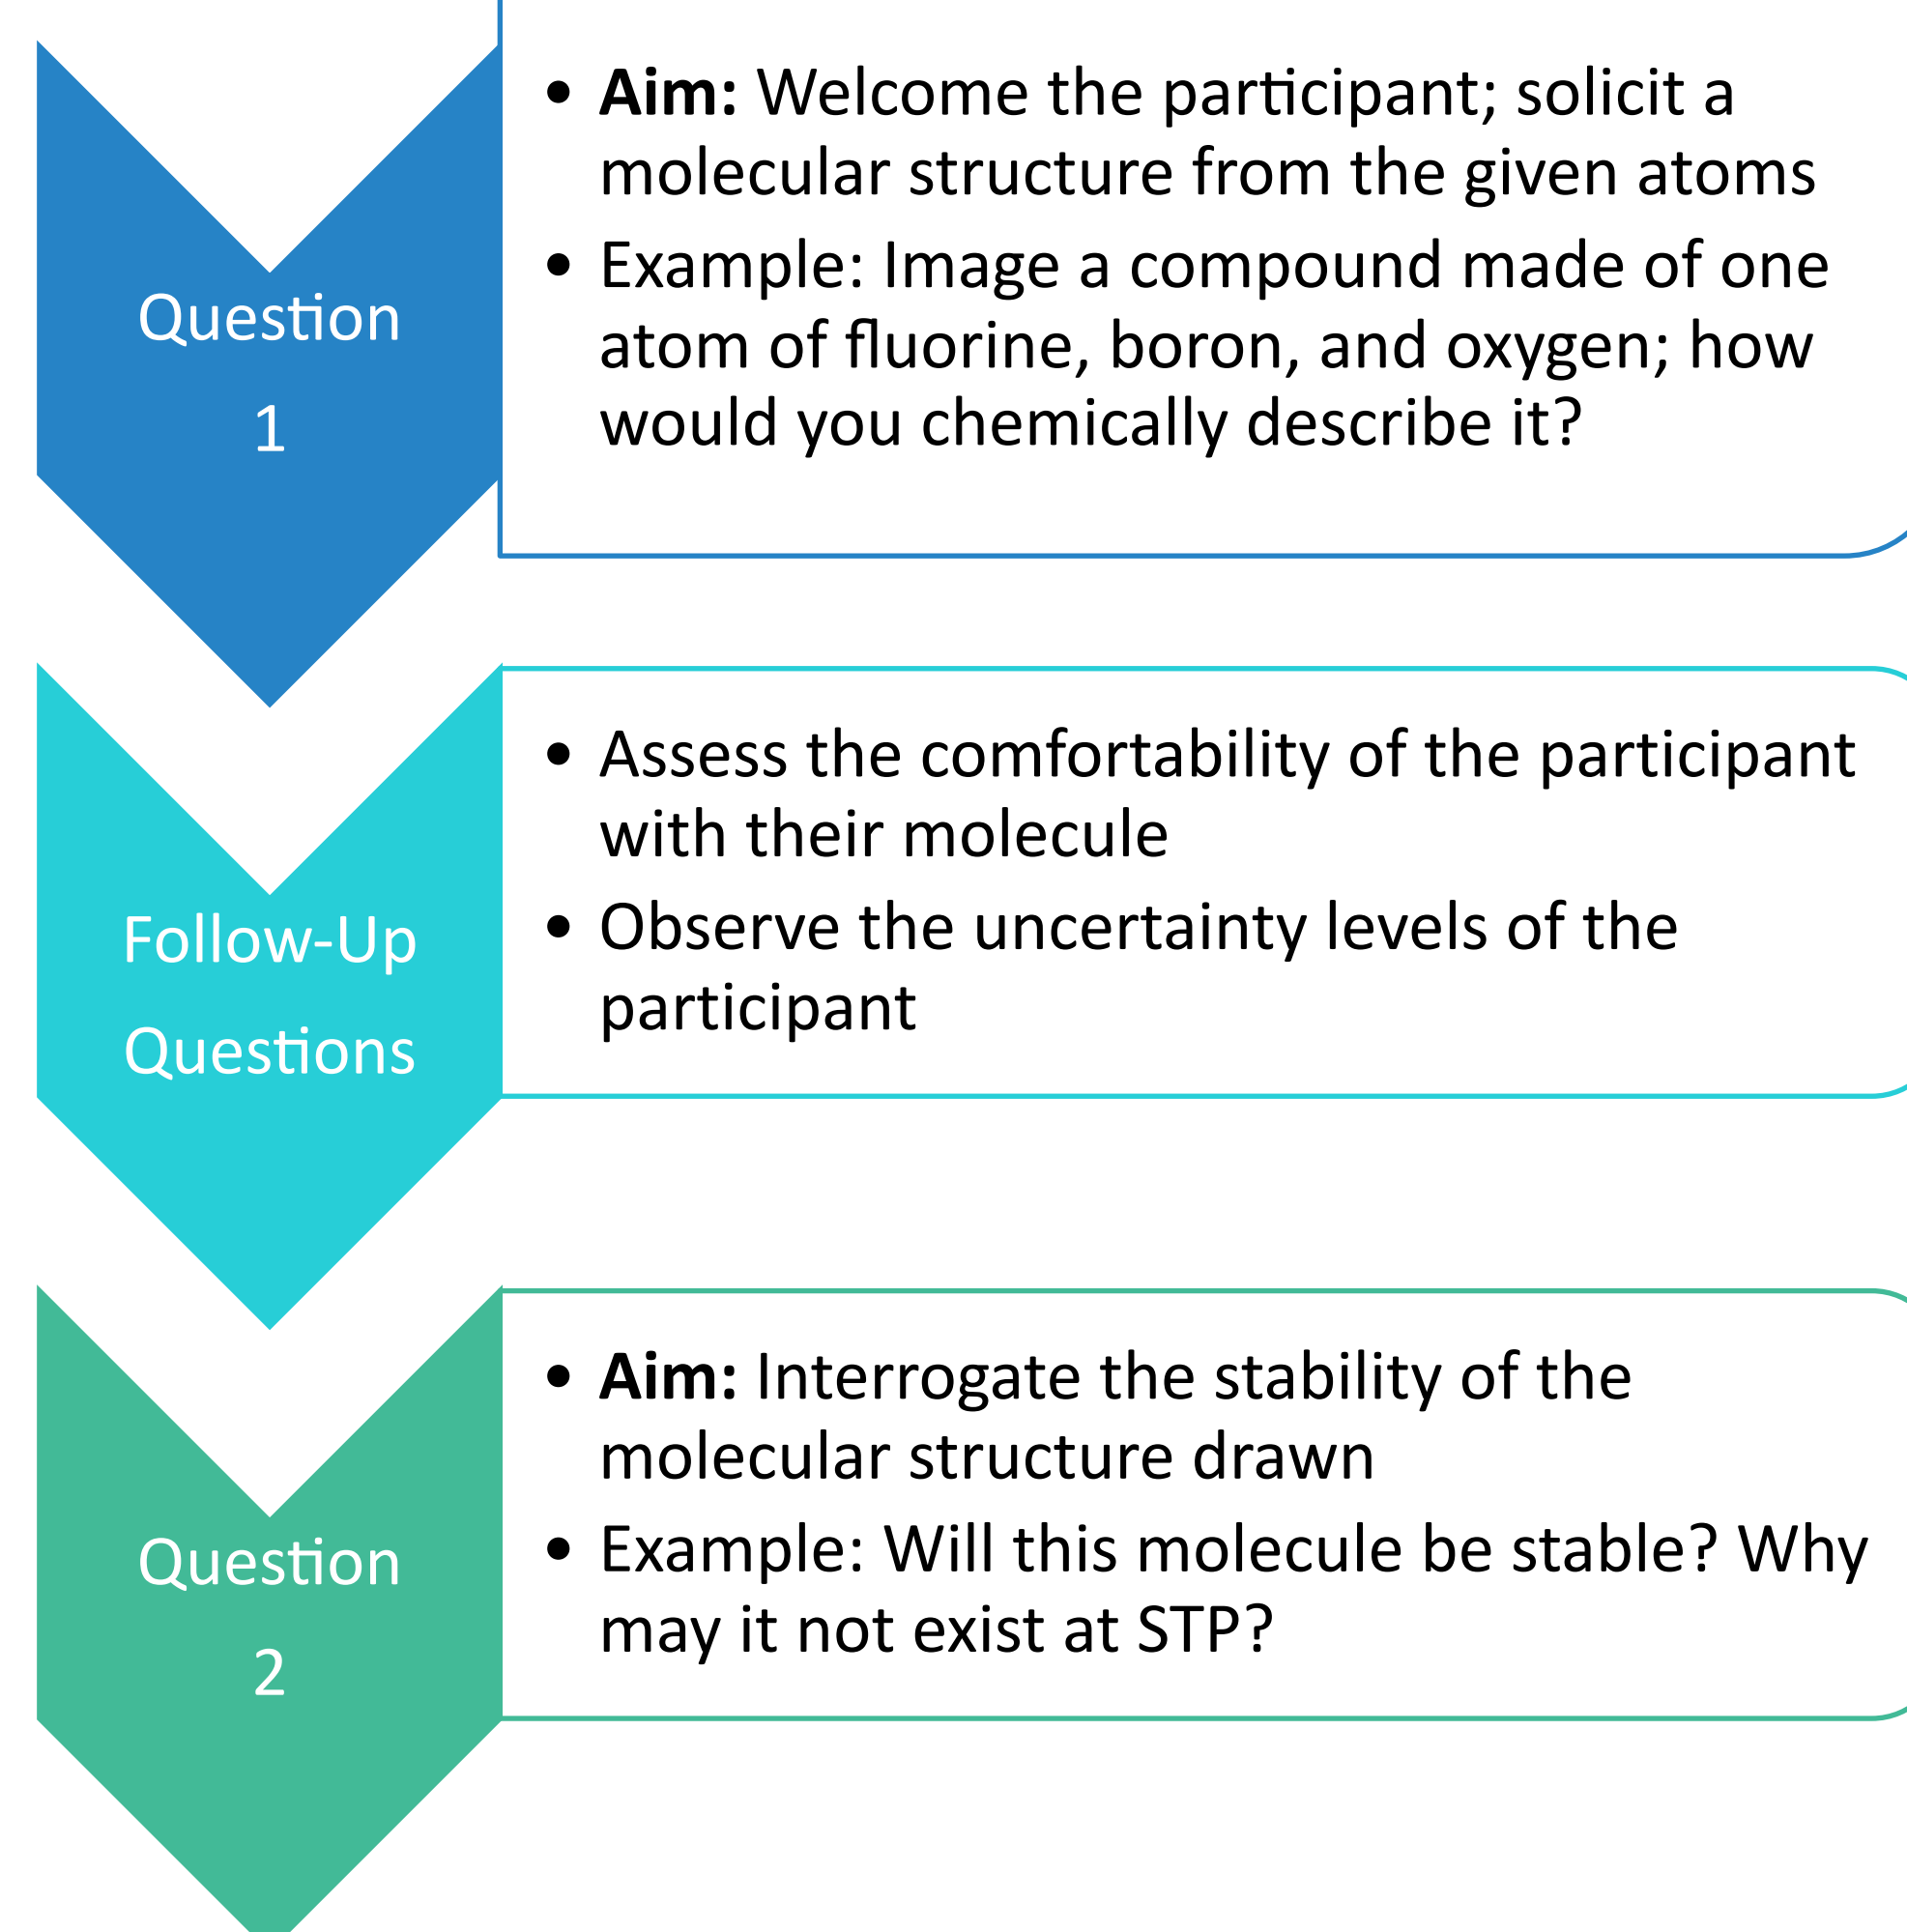 Question
1
• Aim: Welcome the participant; solicit a
molecular structure from the given atoms
• Example: Image a compound made of one
atom of fluorine, boron, and oxygen; how
would you chemically describe it?
Follow-Up
Questions
• Assess the comfortability of the participant
with their molecule
• Observe the uncertainty levels of the
participant
Question
2
• Aim: Interrogate the stability of the
molecular structure drawn
• Example: Will this molecule be stable? Why
may it not exist at STP?